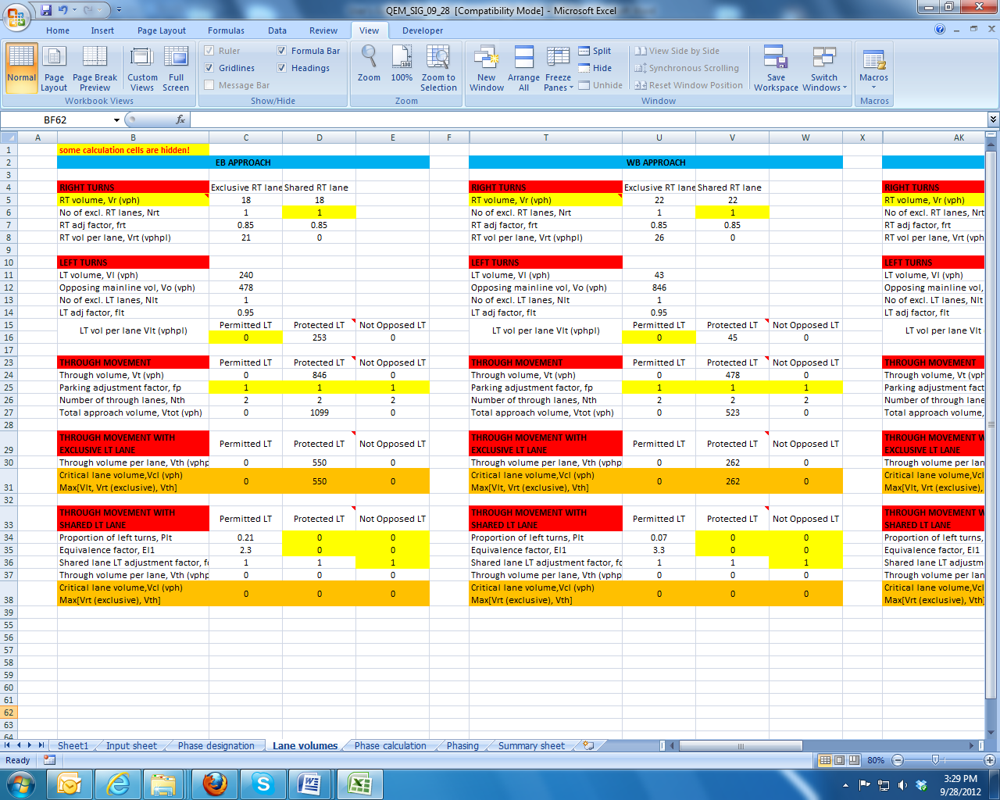 QEM_SIG_09_28 [Compatibility Mode] - Microsoft Excel
Home Insert Page Layout Formulas Data Review View Developer
Normal Page Layout Page Break Preview Custom Views Full Screen
Workbook Views
Ruler Formula Bar
Gridlines Headings
Message Bar
Show/Hide
Zoom 100% Zoom to Selection
Zoom
New Window Arrange All Freeze Panes
Split View Side by Side
Hide Synchronous Scrolling
Unhide Reset Window Position
Window
Save Workspace Switch Windows
Macros
Macros
BF62 fx
A B C D E F T U V W X AK
1 some calculation cells are hidden!
2 EB APPROACH WB APPROACH
3
4 RIGHT TURNS Exclusive RT lane Shared RT lane RIGHT TURNS Exclusive RT lane Shared RT lane RIGHT TURNS
5 RT volume, Vr (vph) 18 18 RT volume, Vr (vph) 22 22 RT volume, Vr (vph)
6 No of excl. RT lanes, Nrt 1 1 No of excl. RT lanes, Nrt 1 1 No of excl. RT lanes, Nrt
7 RT adj factor, frt 0.85 0.85 RT adj factor, frt 0.85 0.85 RT adj factor, frt
8 RT vol per lane, Vrt (vphpl) 21 0 RT vol per lane, Vrt (vphpl) 26 0 RT vol per lane, Vrt (vph
9
10 LEFT TURNS LEFT TURNS LEFT TURNS
11 LT volume, Vl (vph) 240 LT volume, Vl (vph) 43 LT volume, Vl (vph)
12 Opposing mainline vol, Vo (vph) 478 Opposing mainline vol, Vo (vph) 846 Opposing mainline vol,
13 No of excl. LT lanes, Nlt 1 No of excl. LT lanes, Nlt 1 No of excl. LT lanes, Nlt
14 LT adj factor, flt 0.95 LT adj factor, flt 0.95 LT adj factor, flt
15 LT vol per lane Vlt (vphpl) Permitted LT Protected LT Not Opposed LT LT vol per lane Vlt (vphpl) Permitted LT Protected LT Not Opposed LT LT vol per lane Vlt
16 0 253 0 0 45 0
17
23 THROUGH MOVEMENT Permitted LT Protected LT Not Opposed LT THROUGH MOVEMENT Permitted LT Protected LT Not Opposed LT THROUGH MOVEMENT
24 Through volume, Vt (vph) 0 846 0 Through volume, Vt (vph) 0 478 0 Through volume, Vt (vph
25 Parking adjustment factor, fp 1 1 1 Parking adjustment factor, fp 1 1 1 Parking adjustment fact
26 Number of through lanes, Nth 2 2 2 Number of through lanes, Nth 2 2 2 Number of through lane
27 Total approach volume, Vtot (vph) 0 1099 0 Total approach volume, Vtot (vph) 0 523 0 Total approach volume,
28
29 THROUGH MOVEMENT WITH EXCLUSIVE LT LANE Permitted LT Protected LT Not Opposed LT THROUGH MOVEMENT WITH EXCLUSIVE LT LANE Permitted LT Protected LT Not Opposed LT THROUGH MOVEMENT W EXCLUSIVE LT LANE
30 Through volume per lane, Vth (vphp 0 550 0 Through volume per lane, Vth (vphp 0 262 0 Through volume per lan
31 Critical lane volume,Vcl (vph) Max[Vlt, Vrt (exclusive), Vth] 0 550 0 Critical lane volume,Vcl (vph) Max[Vlt, Vrt (exclusive), Vth] 0 262 0 Critical lane volume,Vcl Max[Vlt, Vrt (exclusive),
32
33 THROUGH MOVEMENT WITH SHARED LT LANE Permitted LT Protected LT Not Opposed LT THROUGH MOVEMENT WITH SHARED LT LANE Permitted LT Protected LT Not Opposed LT THROUGH MOVEMENT W SHARED LT LANE
34 Proportion of left turns, Plt 0.21 0 0 Proportion of left turns, Plt 0.07 0 0 Proportion of left turns,
35 Equivalence factor, El1 2.3 0 0 Equivalence factor, El1 3.3 0 0 Equivalence factor, El1
36 Shared lane LT adjustment factor, fc 1 1 1 Shared lane LT adjustment factor, fc 1 1 1 Shared lane LT adjustm
37 Through volume per lane, Vth (vphp 0 0 0 Through volume per lane, Vth (vphp 0 0 0 Through volume per lan
38 Critical lane volume,Vcl (vph) Max[Vrt (exclusive), Vth] 0 0 0 Critical lane volume,Vcl (vph) Max[Vrt (exclusive), Vth] 0 0 0 Critical lane volume,Vcl Max[Vrt (exclusive), Vth]
39
55
56
57
58
59
60
61
62
63
64
Sheet1 Input sheet Phase designation Lane volumes Phase calculation Phasing Summary sheet
Ready 80%
3:29 PM
9/28/2012